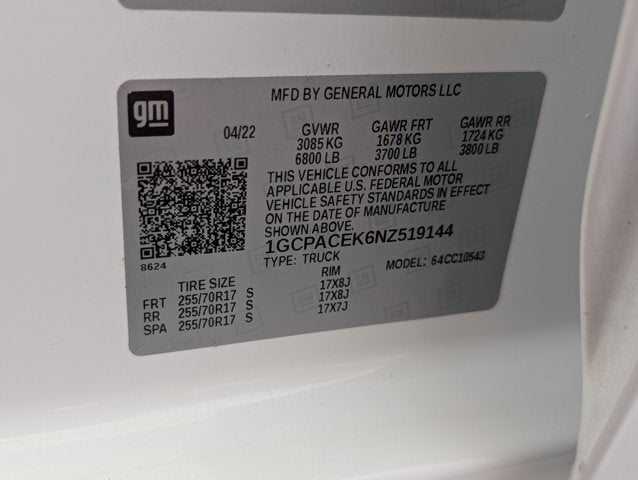 gm
MFD BY GENERAL MOTORS LLC
04/22 GVWR GAWR FRT GAWR RR
3085 KG 1678 KG 1724 KG
6800 LB 3700 LB 3800 LB
THIS VEHICLE CONFORMS TO ALL
APPLICABLE U.S. FEDERAL MOTOR
VEHICLE SAFETY STANDARDS IN EFFECT
ON THE DATE OF MANUFACTURE
SHOWN ABOVE.
1GCPACEK6NZ519144
8624
TYPE: TRUCK MODEL: 64CC10543
TIRE SIZE RIM
FRT 255/70R17 S 17X8J
RR 255/70R17 S 17X8J
SPA 255/70R17 S 17X7J